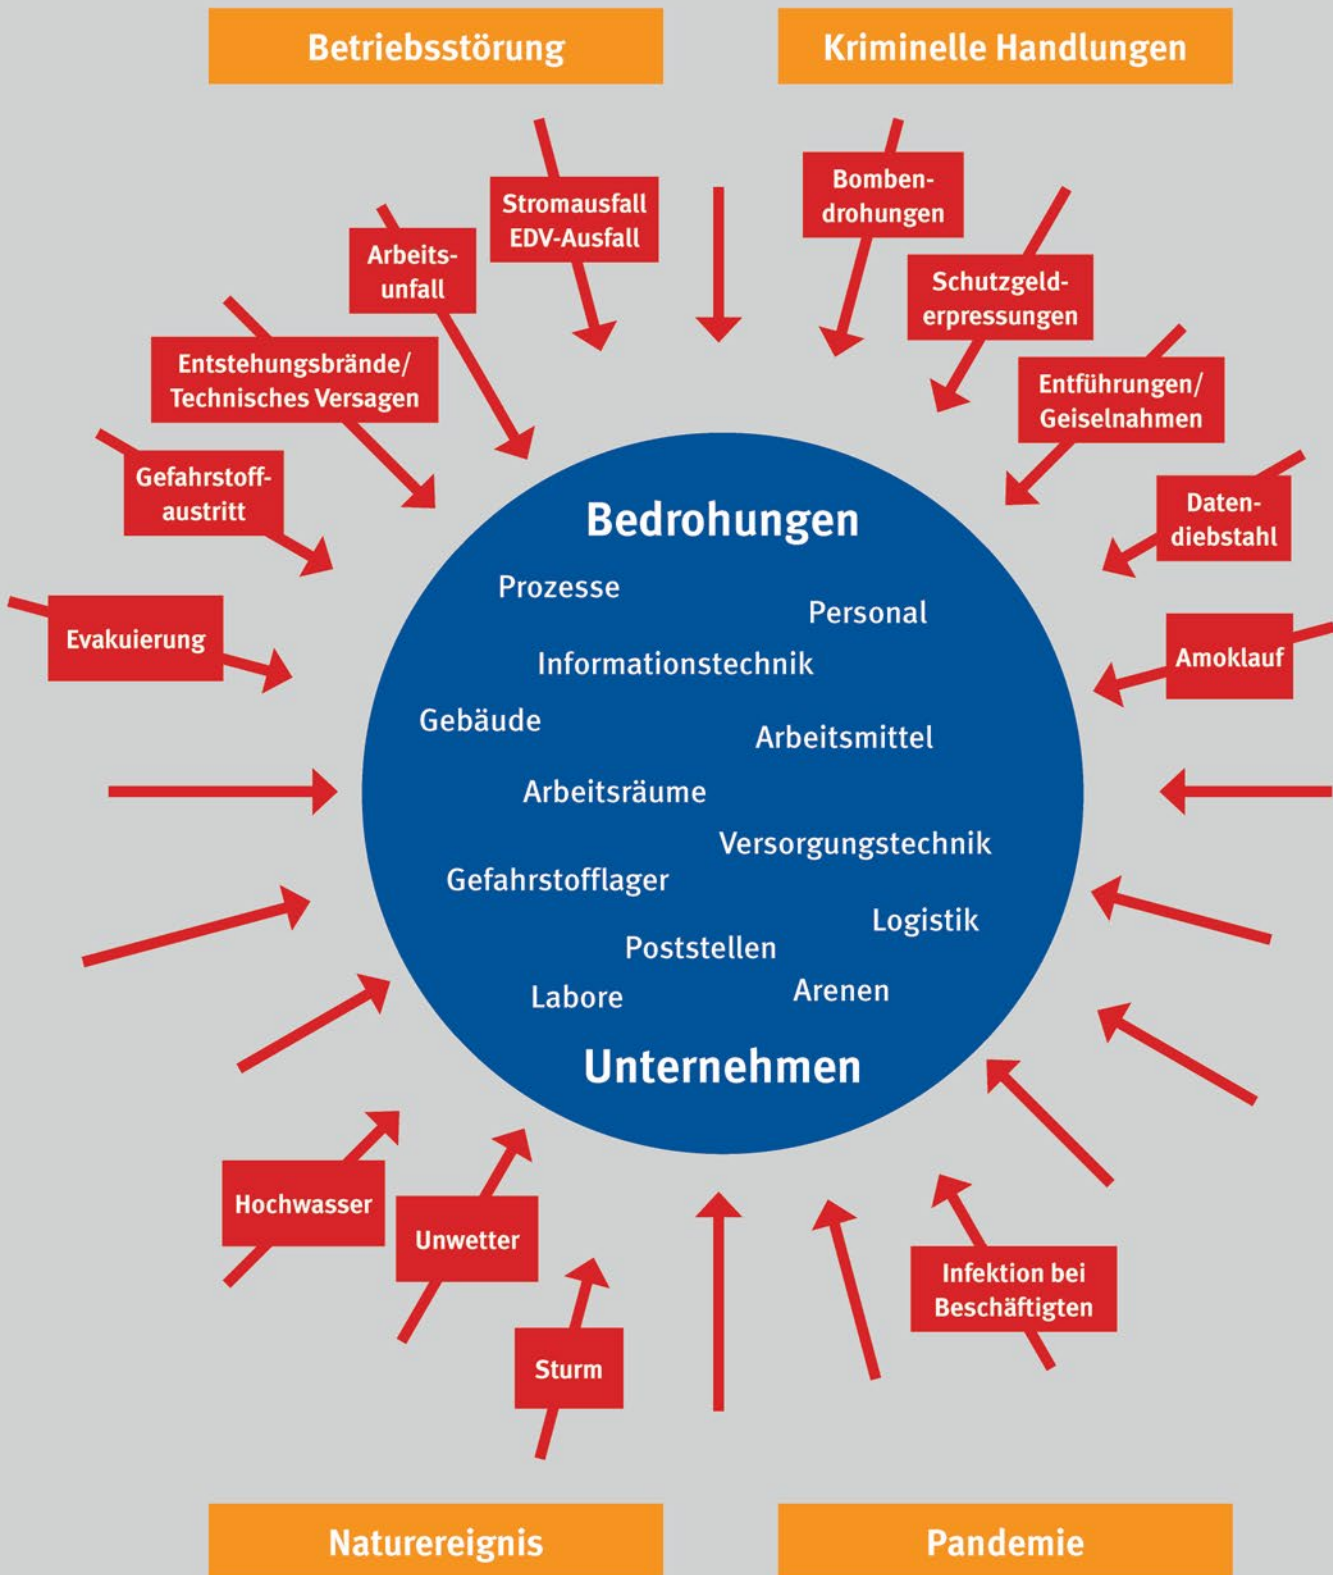 Betriebsstörung
Kriminelle Handlungen
Stromausfall
EDV-Ausfall
Arbeits-
unfall
Entstehungsbrände/
Technisches Versagen
Gefahrstoff-
austritt
Evakuierung
Bomben-
drohungen
Schutzgeld-
erpressungen
Entführungen/
Geiselnahmen
Daten-
diebstahl
Amoklauf
Bedrohungen
Prozesse
Personal
Informationstechnik
Gebäude
Arbeitsmittel
Arbeitsräume
Versorgungstechnik
Gefahrstofflager
Logistik
Poststellen
Labore
Arenen
Unternehmen
Hochwasser
Unwetter
Sturm
Infektion bei
Beschäftigten
Naturereignis
Pandemie